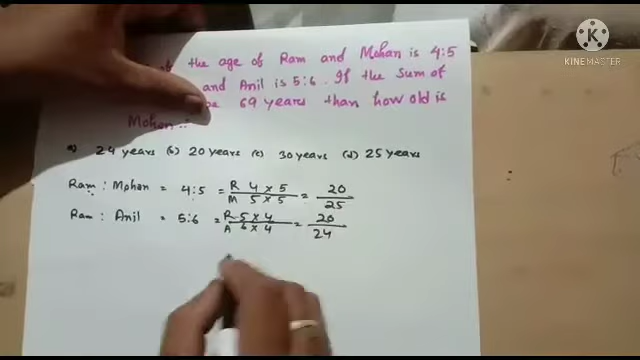 the age of Ram and Mohan is 4:5
and Anil is 5:6. If the Sum of
69 years than how old is
Mohan
a) 24 years (b) 20 years (c) 30 years (d) 25 years
Ram : Mohan = 4:5 = R 4 x 5 / M 5 x 5 = 20 / 25
Ram : Anil = 5:6 = R 5 x 4 / A 6 x 4 = 20 / 24
KINEMASTER